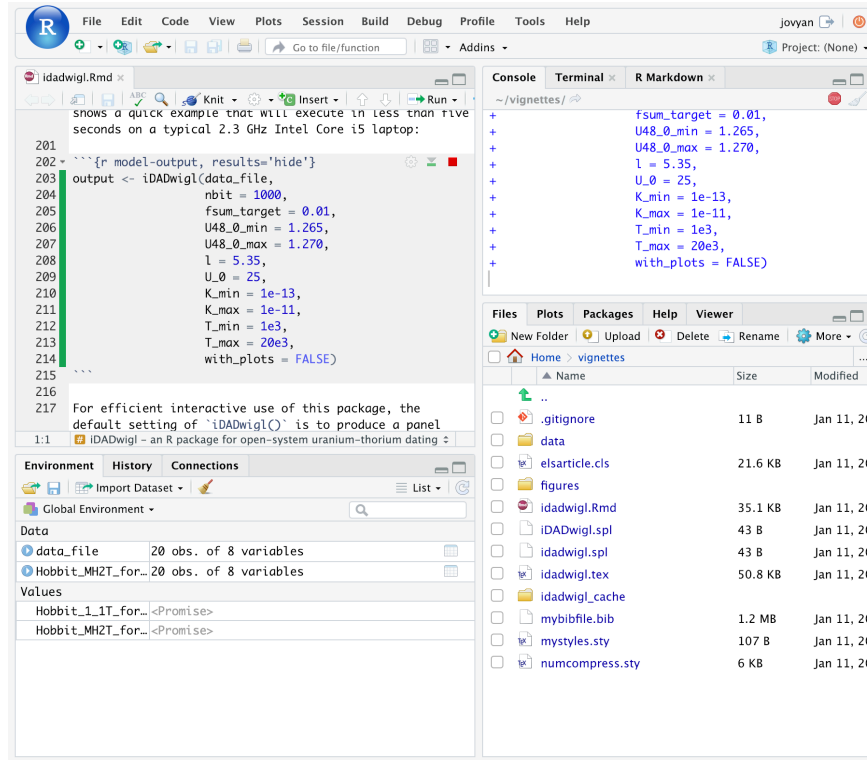 R File Edit Code View Plots Session Build Debug Profile Tools Help jovyan
Go to file/function Addins Project: (None)
idadwigl.Rmd
ABC Knit Insert Run
shows a quick example that will execute in less than five
seconds on a typical 2.3 GHz Intel Core i5 laptop:
201
202 ```{r model-output, results='hide'}
203 output <- iDADwigl(data_file,
204 nbit = 1000,
205 fsum_target = 0.01,
206 U48_0_min = 1.265,
207 U48_0_max = 1.270,
208 l = 5.35,
209 U_0 = 25,
210 K_min = 1e-13,
211 K_max = 1e-11,
212 T_min = 1e3,
213 T_max = 20e3,
214 with_plots = FALSE)
215 ```
216
217 For efficient interactive use of this package, the
default setting of `iDADwigl()` is to produce a panel
1:1 # iDADwigl – an R package for open-system uranium-thorium dating
Environment History Connections
Import Dataset List
Global Environment
Data
data_file 20 obs. of 8 variables
Hobbit_MH2T_for… 20 obs. of 8 variables
Values
Hobbit_1_1T_for… <Promise>
Hobbit_MH2T_for… <Promise>
Console Terminal R Markdown
~/vignettes/ STOP
+ fsum_target = 0.01,
+ U48_0_min = 1.265,
+ U48_0_max = 1.270,
+ l = 5.35,
+ U_0 = 25,
+ K_min = 1e-13,
+ K_max = 1e-11,
+ T_min = 1e3,
+ T_max = 20e3,
+ with_plots = FALSE)
Files Plots Packages Help Viewer
New Folder Upload Delete Rename More
Home > vignettes ...
Name Size Modified
..
.gitignore 11 B Jan 11, 20
data
elsarticle.cls 21.6 KB Jan 11, 20
figures
idadwigl.Rmd 35.1 KB Jan 11, 20
iDADwigl.spl 43 B Jan 11, 20
idadwigl.spl 43 B Jan 11, 20
idadwigl.tex 50.8 KB Jan 11, 20
idadwigl_cache
mybibfile.bib 1.2 MB Jan 11, 20
mystyles.sty 107 B Jan 11, 20
numcompress.sty 6 KB Jan 11, 20